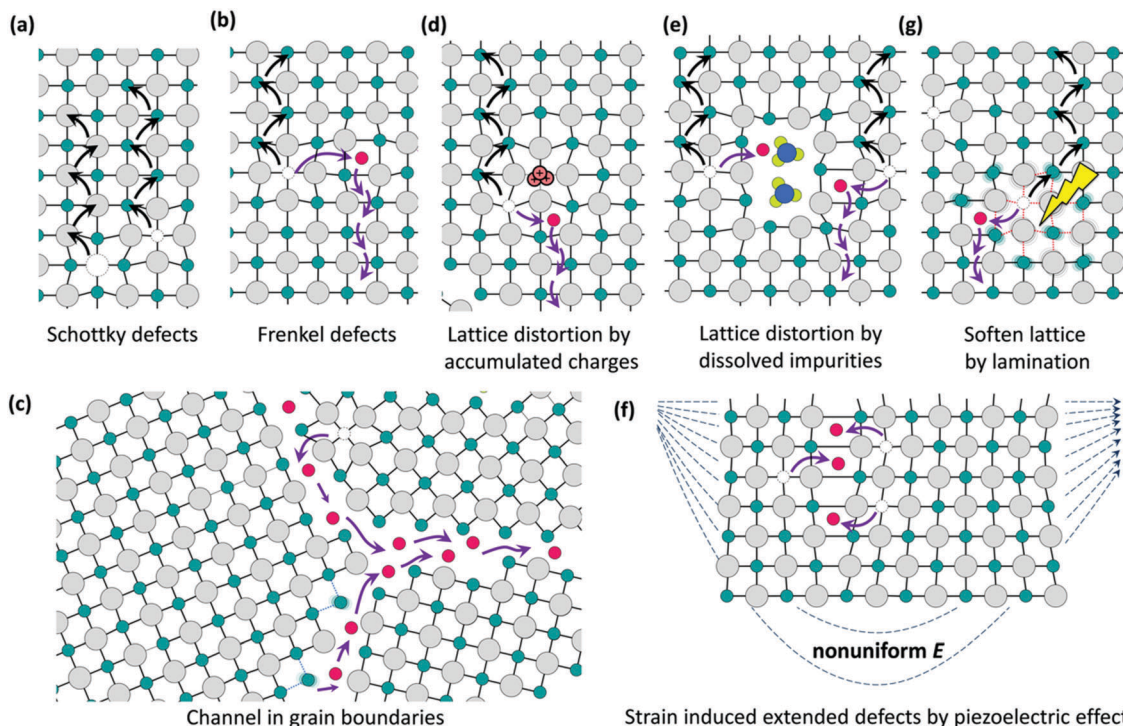 (a)
(b)
(d)
(e)
(g)
+
+ +
Schottky defects
Frenkel defects
Lattice distortion by
accumulated charges
Lattice distortion by
dissolved impurities
Soften lattice
by lamination
(c)
(f)
nonuniform E
Channel in grain boundaries
Strain induced extended defects by piezoelectric effect